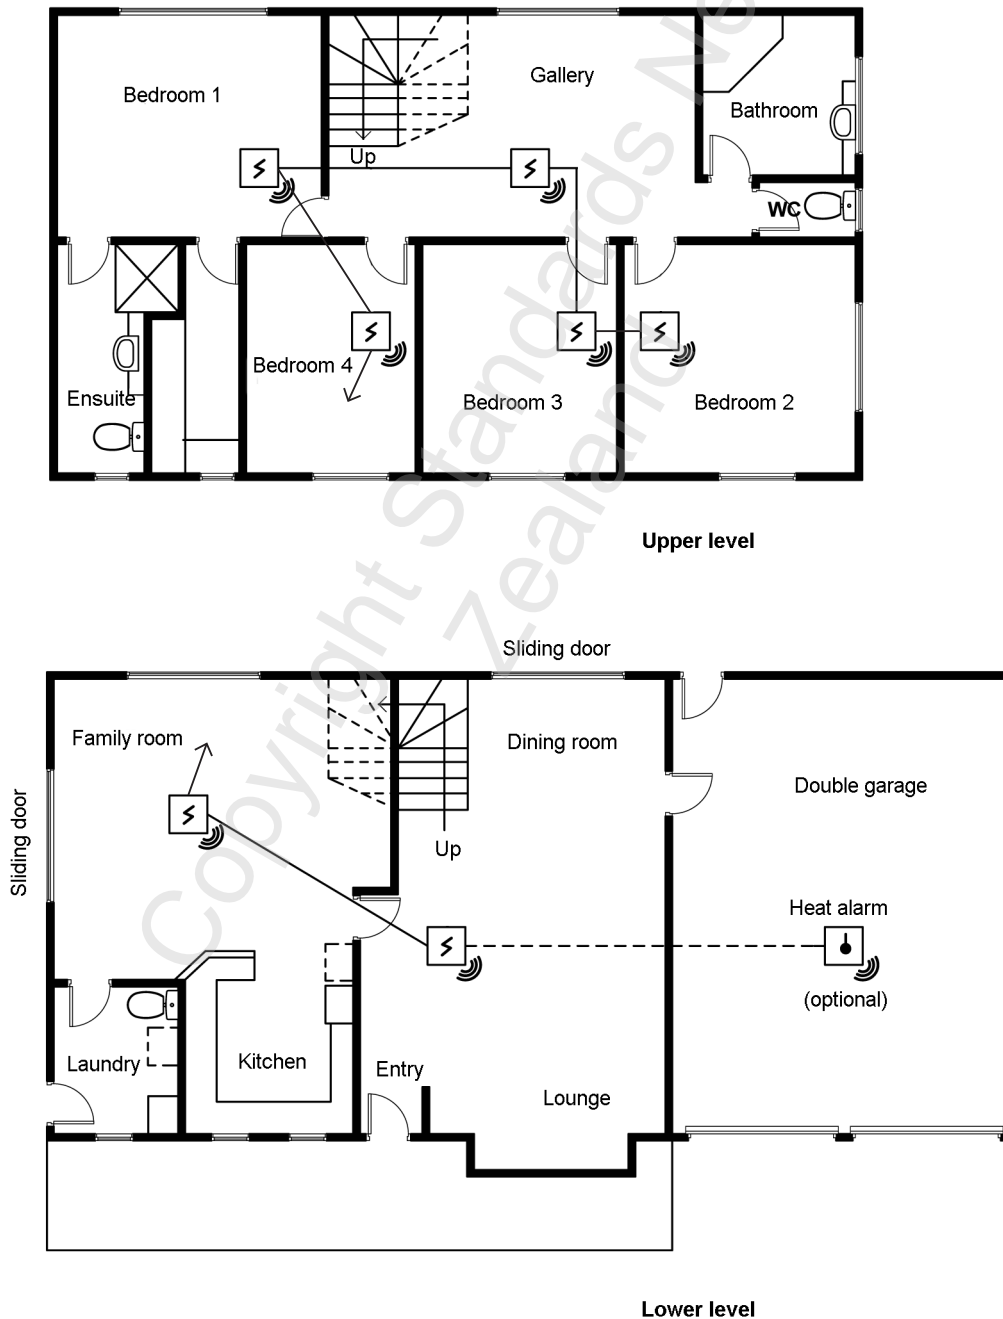 Bedroom 1
Gallery
Bathroom
Up
WC
Bedroom 4
Ensuite
Bedroom 3
Bedroom 2
Upper level
Sliding door
Family room
Dining room
Double garage
Sliding door
Up
Heat alarm
(optional)
Laundry
Kitchen
Entry
Lounge
Lower level
Copyright Standards Ne
Zealand